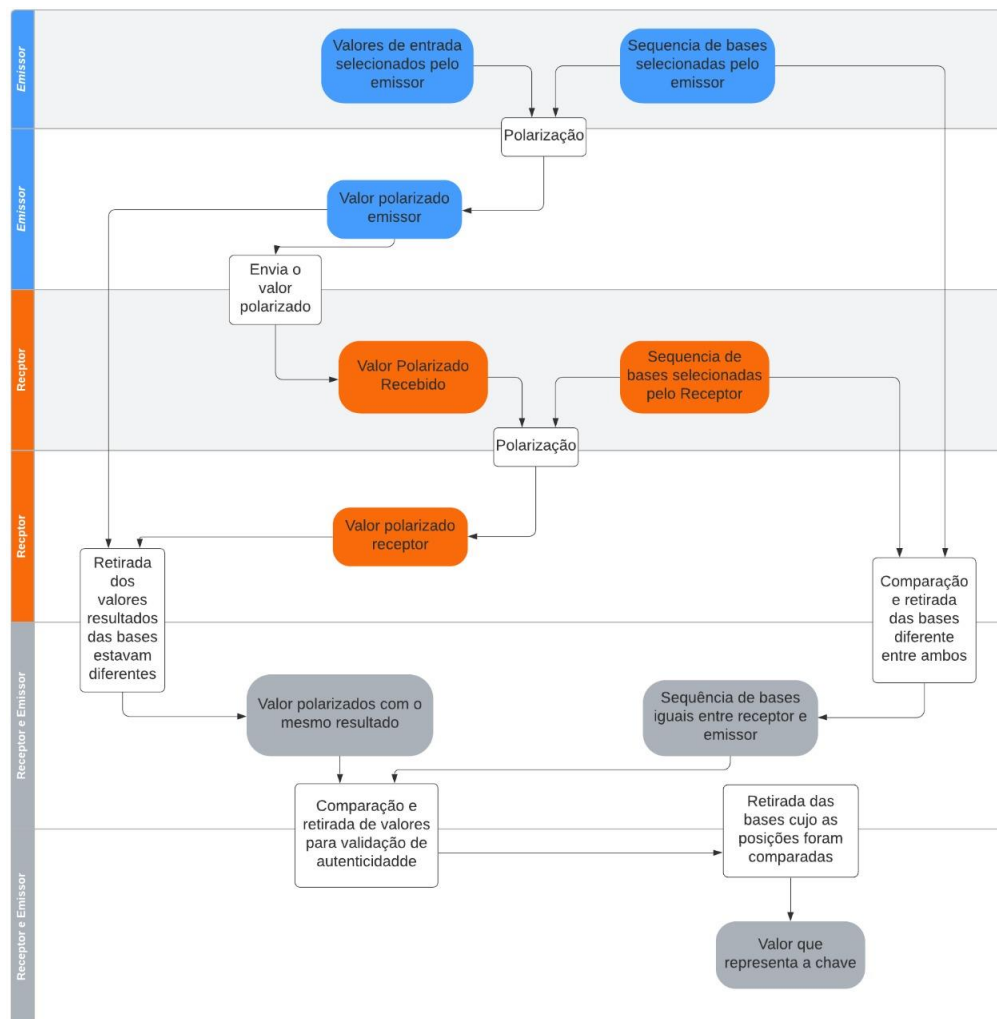 Emissor
Valores de entrada
selecionados pelo
emissor
Sequencia de bases
selecionadas pelo
emissor
Polarização
Emissor
Valor polarizado
emissor
Envia o
valor
polarizado
Recptor
Valor Polarizado
Recebido
Sequencia de
bases selecionadas
pelo Receptor
Polarização
Recptor
Valor polarizado
receptor
Retirada
dos
valores
resultados
das bases
estavam
diferentes
Comparação
e retirada
das bases
diferente
entre ambos
Receptor e Emissor
Valor polarizados com o
mesmo resultado
Sequência de bases
iguais entre receptor e
emissor
Comparação e
retirada de valores
para validação de
autenticidadde
Retirada das
bases cujo as
posições foram
comparadas
Receptor e Emissor
Valor que
representa a chave